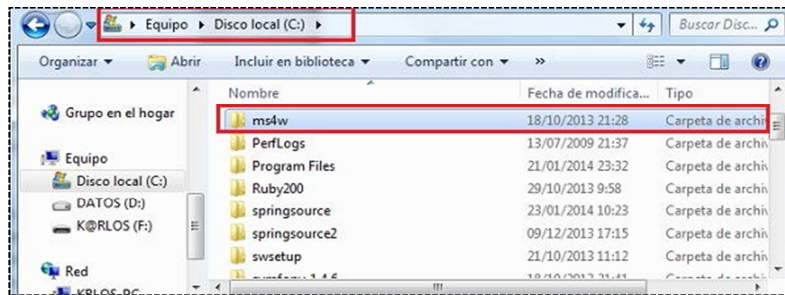 Equipo ▸ Disco local (C:) ▸ Buscar Disc...
Organizar Abrir Incluir en biblioteca Compartir con »
Nombre Fecha de modifica... Tipo
Grupo en el hogar
ms4w 18/10/2013 21:28 Carpeta de archiv
PerfLogs 13/07/2009 21:37 Carpeta de archiv
Equipo
Program Files 21/01/2014 23:32 Carpeta de archiv
Disco local (C:)
Ruby200 29/10/2013 9:58 Carpeta de archiv
DATOS (D:)
springsource 23/01/2014 10:23 Carpeta de archiv
K@RLOS (F:)
springsource2 09/12/2013 17:15 Carpeta de archiv
swsetup 21/10/2013 11:12 Carpeta de archiv
Red